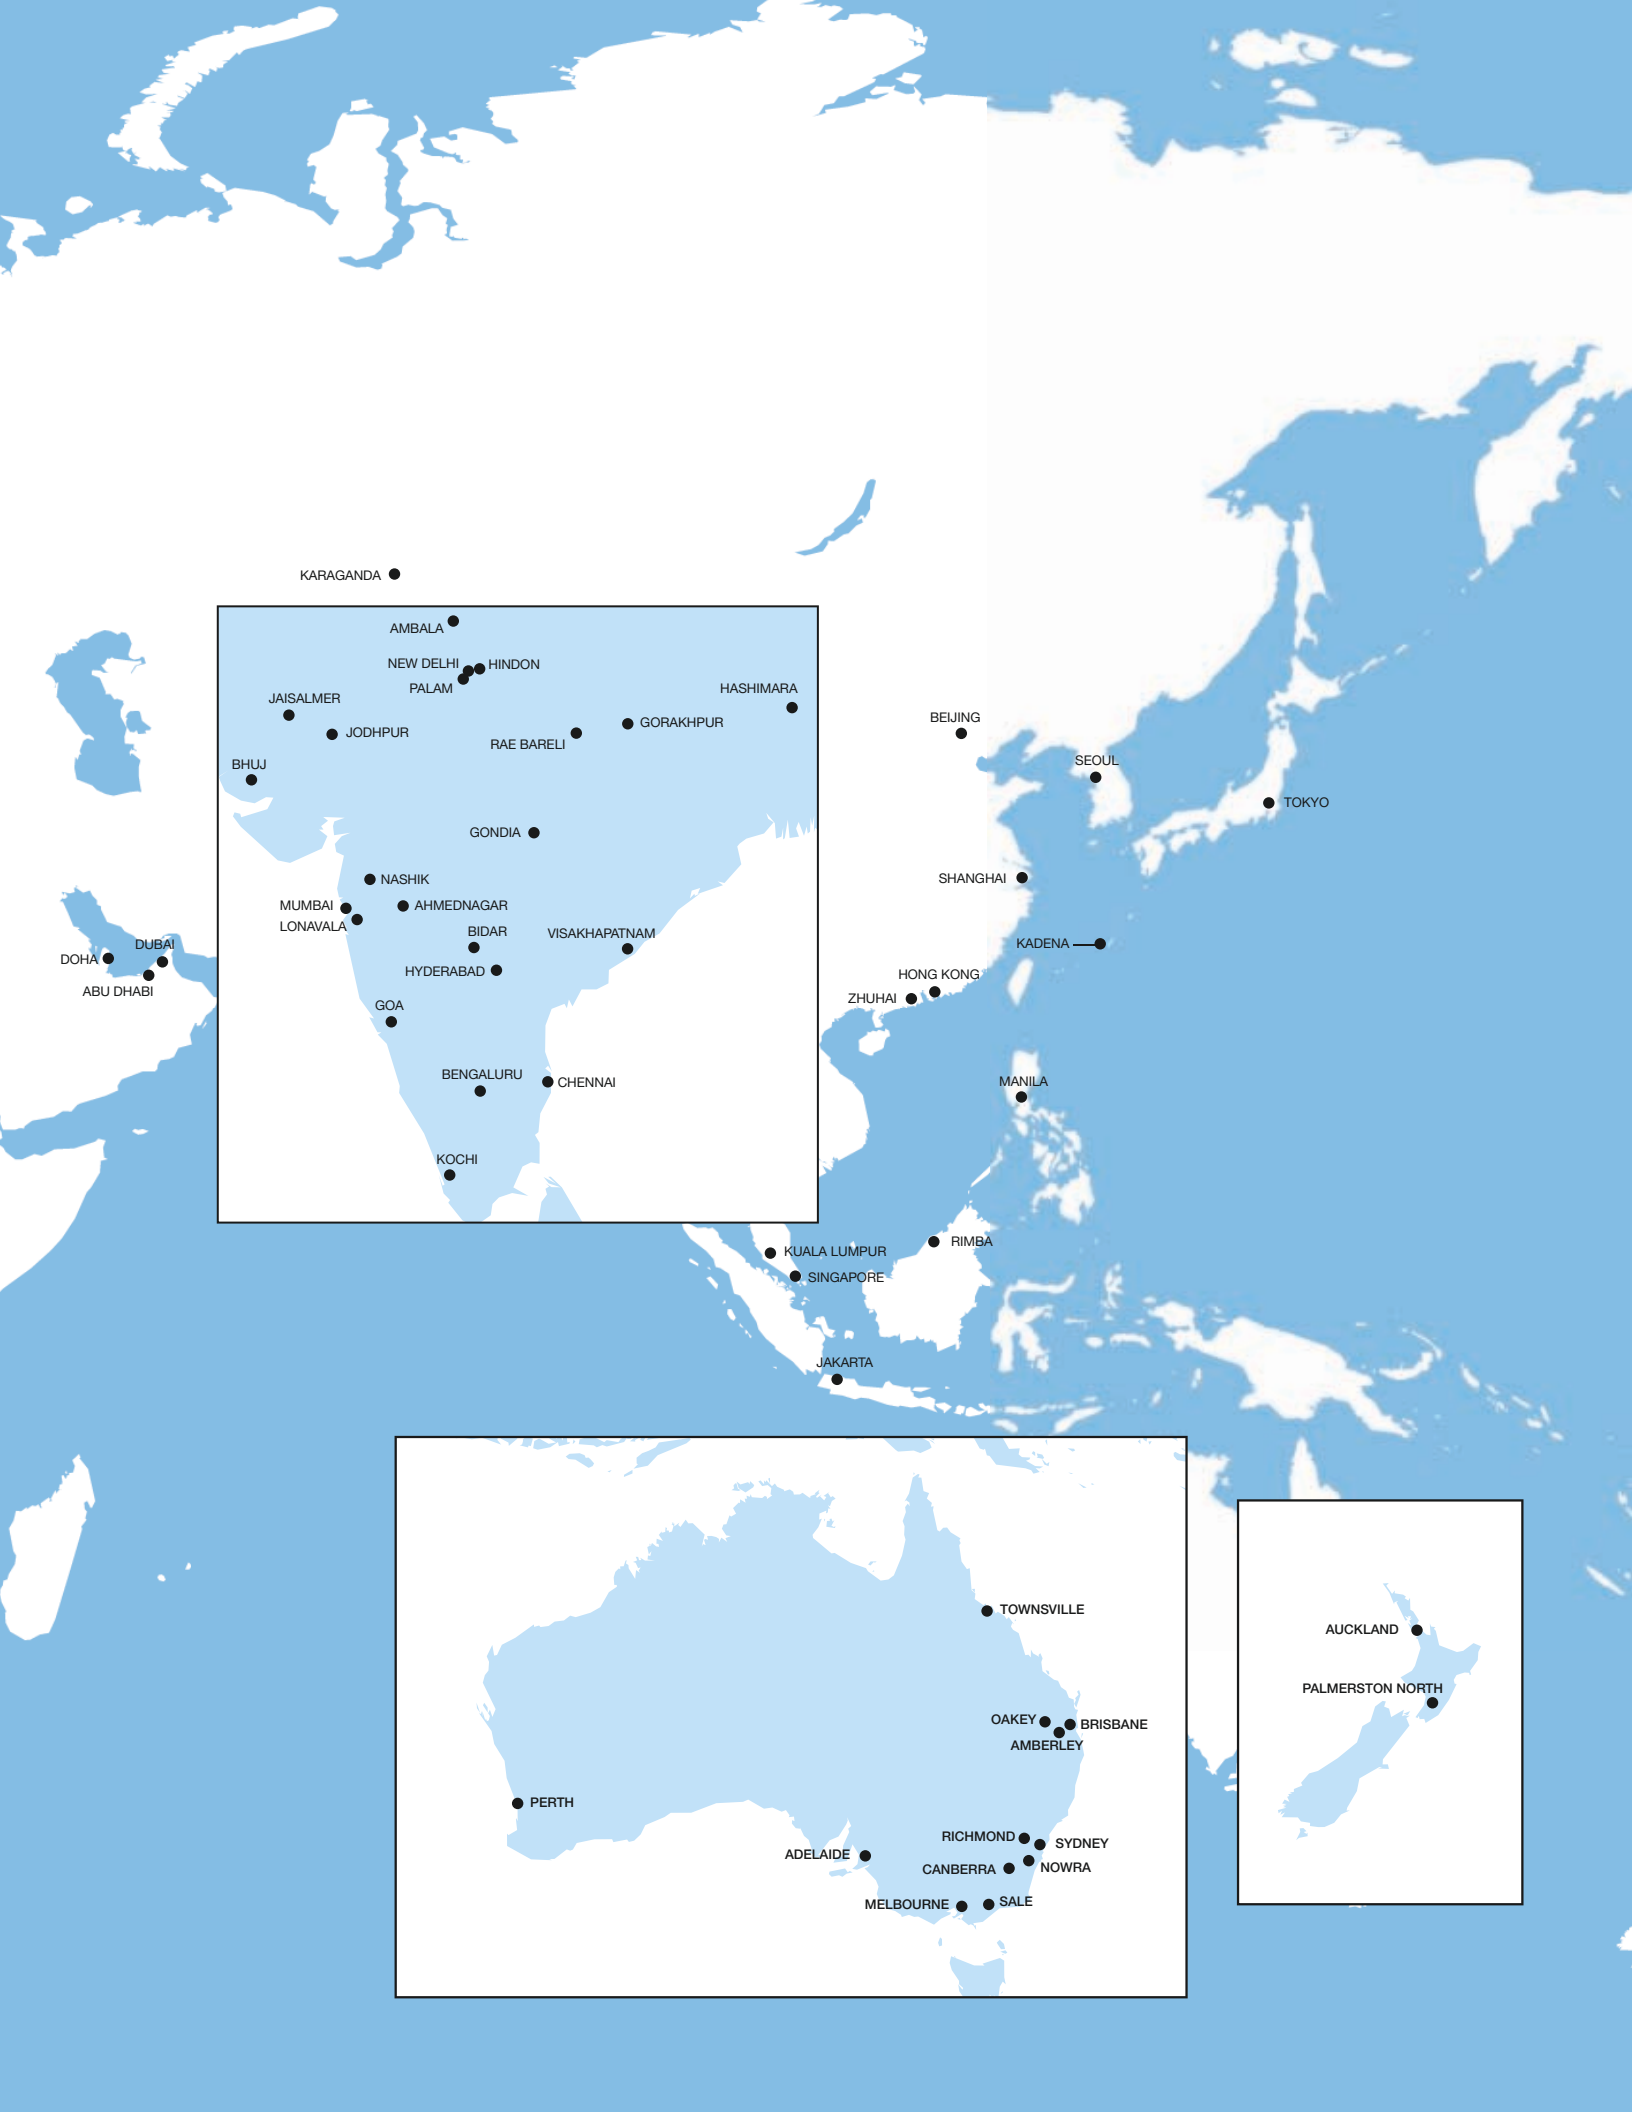 KARAGANDA
AMBALA
NEW DELHI
HINDON
PALAM
HASHIMARA
JAISALMER
JODHPUR
GORAKHPUR
RAE BARELI
BHUJ
GONDIA
NASHIK
MUMBAI
AHMEDNAGAR
LONAVALA
BIDAR
VISAKHAPATNAM
HYDERABAD
GOA
BENGALURU
CHENNAI
KOCHI
BEIJING
SEOUL
TOKYO
SHANGHAI
KADENA
HONG KONG
ZHUHAI
DOHA
DUBAI
ABU DHABI
MANILA
RIMBA
KUALA LUMPUR
SINGAPORE
JAKARTA
TOWNSVILLE
OAKEY
BRISBANE
AMBERLEY
PERTH
RICHMOND
SYDNEY
ADELAIDE
CANBERRA
NOWRA
MELBOURNE
SALE
AUCKLAND
PALMERSTON NORTH